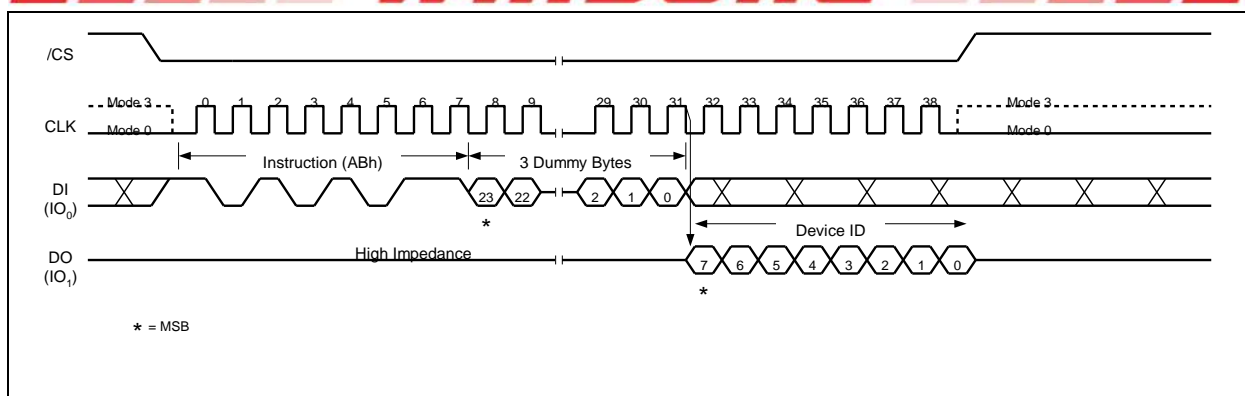 /CS
Mode 3 0 1 2 3 4 5 6 7 8 9 29 30 31 32 33 34 35 36 37 38 Mode 3
CLK
Mode 0 Mode 0
Instruction (ABh) 3 Dummy Bytes
DI
(IO0)
23 22 2 1 0
*
Device ID
High Impedance
DO
(IO1)
7 6 5 4 3 2 1 0
*
* = MSB